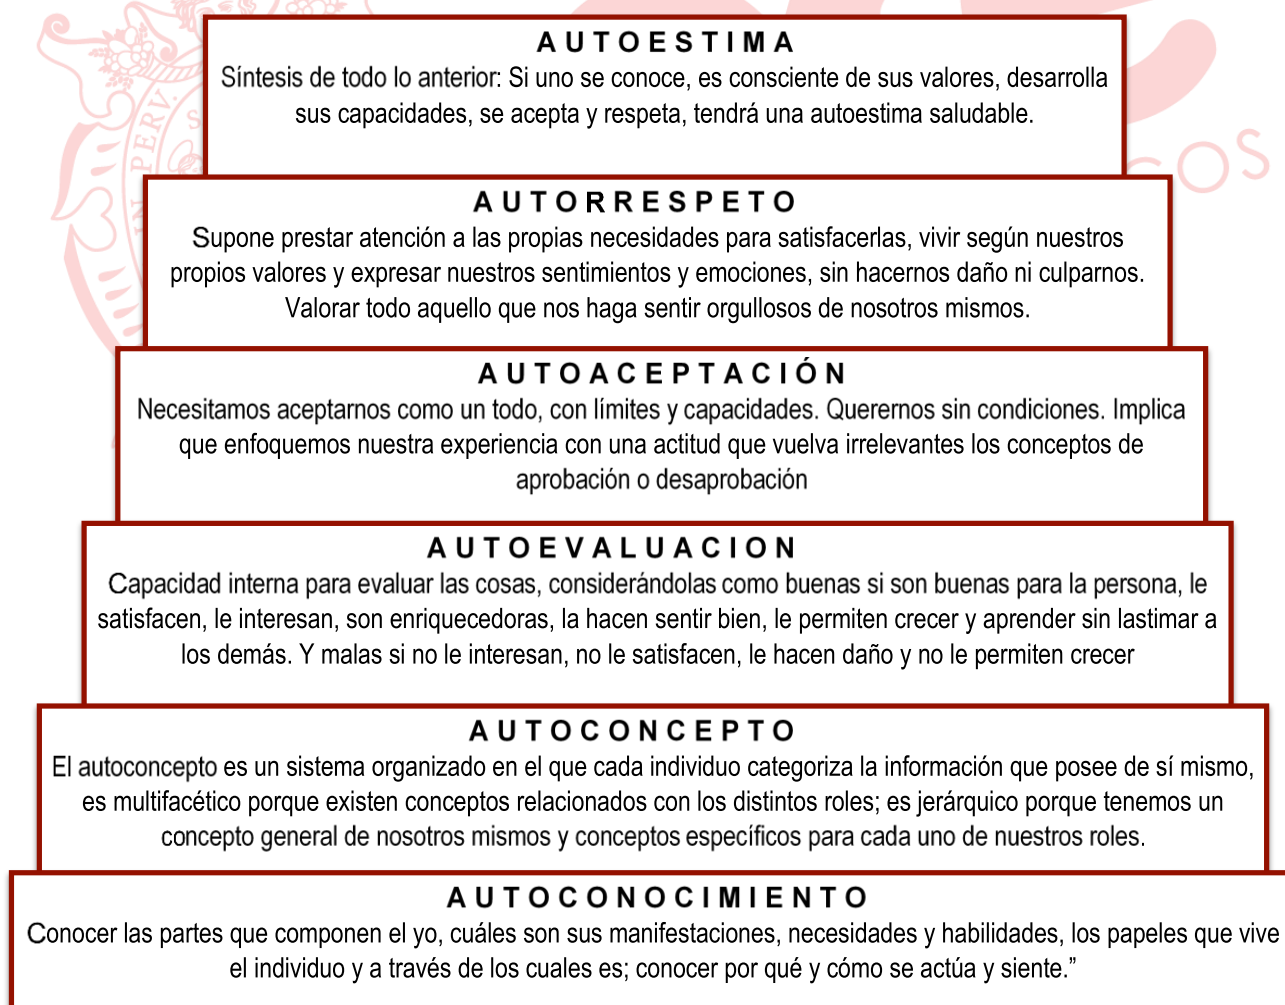 AUTOESTIMA
Síntesis de todo lo anterior: Si uno se conoce, es consciente de sus valores, desarrolla
sus capacidades, se acepta y respeta, tendrá una autoestima saludable.
AUTORRESPETO
Supone prestar atención a las propias necesidades para satisfacerlas, vivir según nuestros
propios valores y expresar nuestros sentimientos y emociones, sin hacernos daño ni culparnos.
Valorar todo aquello que nos haga sentir orgullosos de nosotros mismos.
AUTOACEPTACIÓN
Necesitamos aceptarnos como un todo, con límites y capacidades. Querernos sin condiciones. Implica
que enfoquemos nuestra experiencia con una actitud que vuelva irrelevantes los conceptos de
aprobación o desaprobación
AUTOEVALUACION
Capacidad interna para evaluar las cosas, considerándolas como buenas si son buenas para la persona, le
satisfacen, le interesan, son enriquecedoras, la hacen sentir bien, le permiten crecer y aprender sin lastimar a
los demás. Y malas si no le interesan, no le satisfacen, le hacen daño y no le permiten crecer
AUTOCONCEPTO
El autoconcepto es un sistema organizado en el que cada individuo categoriza la información que posee de sí mismo,
es multifacético porque existen conceptos relacionados con los distintos roles; es jerárquico porque tenemos un
concepto general de nosotros mismos y conceptos específicos para cada uno de nuestros roles.
AUTOCONOCIMIENTO
Conocer las partes que componen el yo, cuáles son sus manifestaciones, necesidades y habilidades, los papeles que vive
el individuo y a través de los cuales es; conocer por qué y cómo se actúa y siente.”